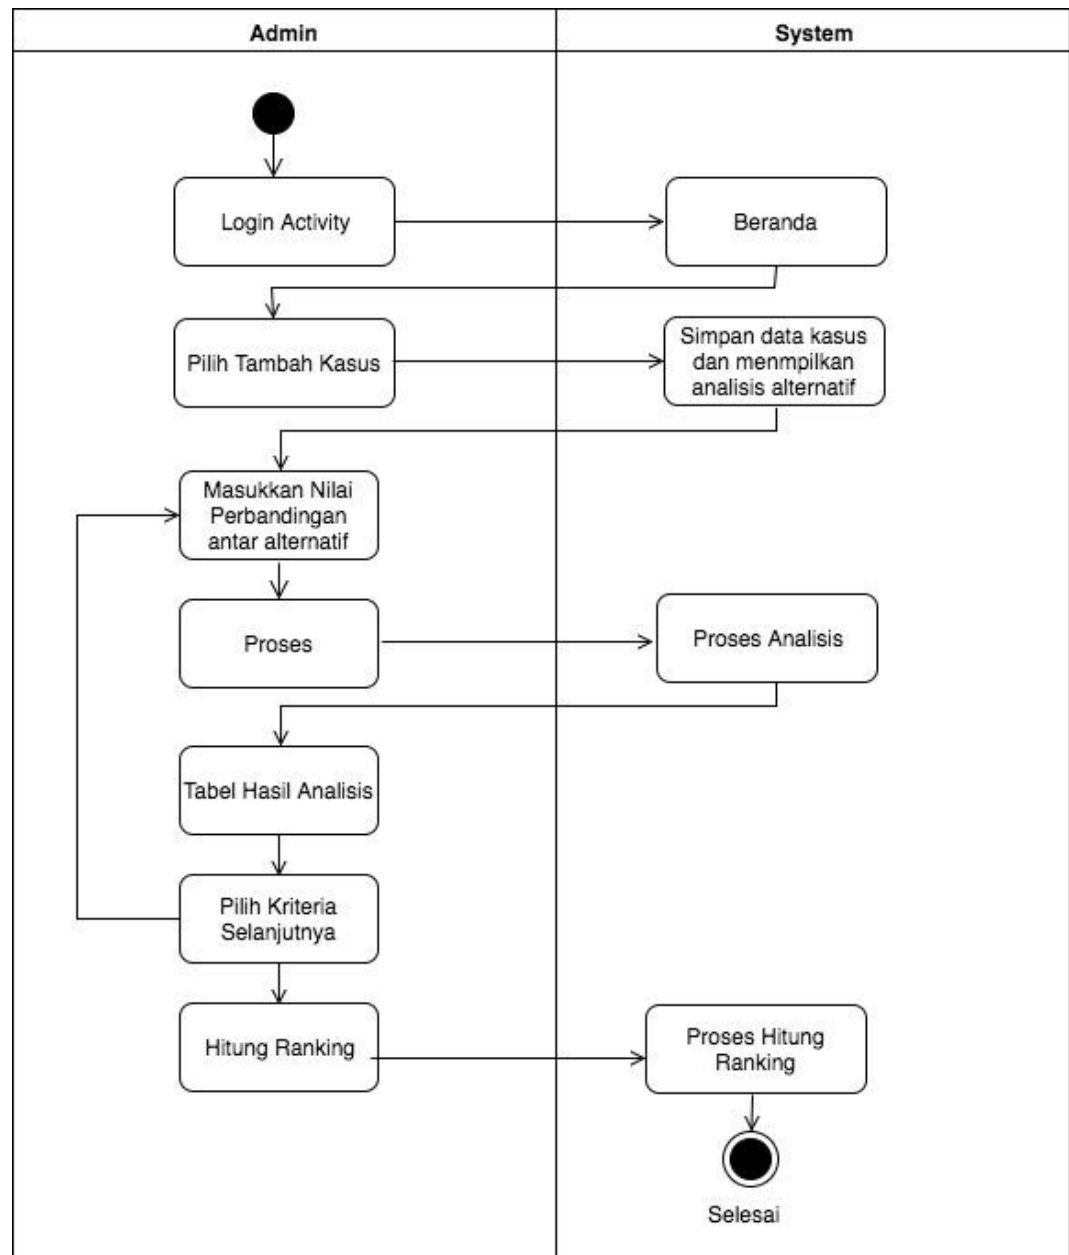 Admin
System
Login Activity
Beranda
Pilih Tambah Kasus
Simpan data kasus
dan menmpilkan
analisis alternatif
Masukkan Nilai
Perbandingan
antar alternatif
Proses
Proses Analisis
Tabel Hasil Analisis
Pilih Kriteria
Selanjutnya
Hitung Ranking
Proses Hitung
Ranking
Selesai